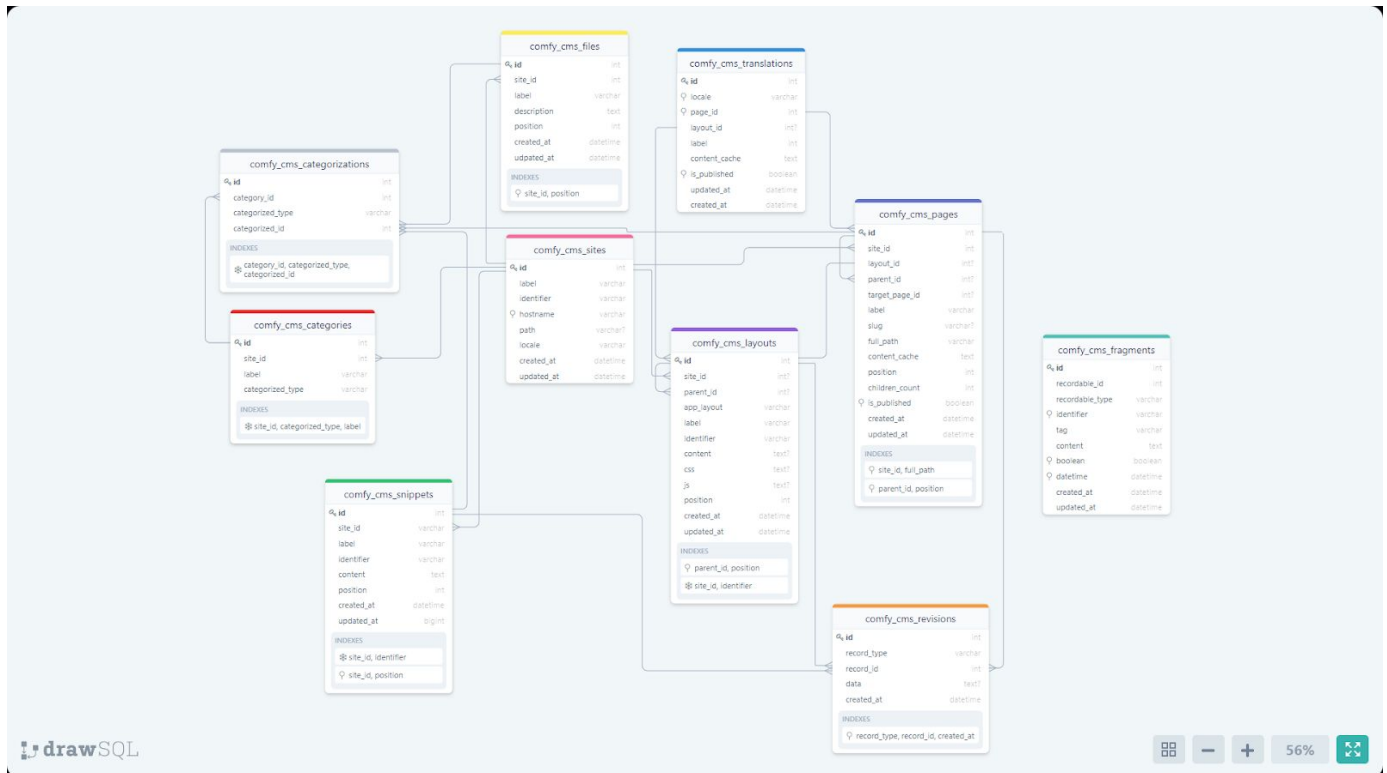 comfy_cms_files
id int
site_id int
label varchar
description text
position int
created_at datetime
udpated_at datetime
INDEXES
site_id, position
comfy_cms_translations
id int
locale varchar
page_id int
layout_id int?
label int
content_cache text
is_published boolean
updated_at datetime
created_at datetime
comfy_cms_categorizations
id int
category_id int
categorized_type varchar
categorized_id int
INDEXES
category_id, categorized_type,
categorized_id
comfy_cms_pages
id int
site_id int
layout_id int?
parent_id int?
target_page_id int?
label varchar
slug varchar?
full_path varchar
content_cache text
position int
children_count int
is_published boolean
created_at datetime
updated_at datetime
INDEXES
site_id, full_path
parent_id, position
comfy_cms_sites
id int
label varchar
identifier varchar
hostname varchar
path varchar?
locale varchar
created_at datetime
updated_at datetime
comfy_cms_categories
id int
site_id int
label varchar
categorized_type varchar
INDEXES
site_id, categorized_type, label
comfy_cms_layouts
id int
site_id int?
parent_id int?
app_layout varchar
label varchar
identifier varchar
content text?
css text?
js text?
position int
created_at datetime
updated_at datetime
INDEXES
parent_id, position
site_id, identifier
comfy_cms_fragments
id int
recordable_id int
recordable_type varchar
identifier varchar
tag varchar
content text
boolean boolean
datetime datetime
created_at datetime
updated_at datetime
comfy_cms_snippets
id int
site_id varchar
label varchar
identifier varchar
content text
position int
created_at datetime
updated_at bigint
INDEXES
site_id, identifier
site_id, position
comfy_cms_revisions
id int
record_type varchar
record_id int
data text?
created_at datetime
INDEXES
record_type, record_id, created_at
drawSQL
56%